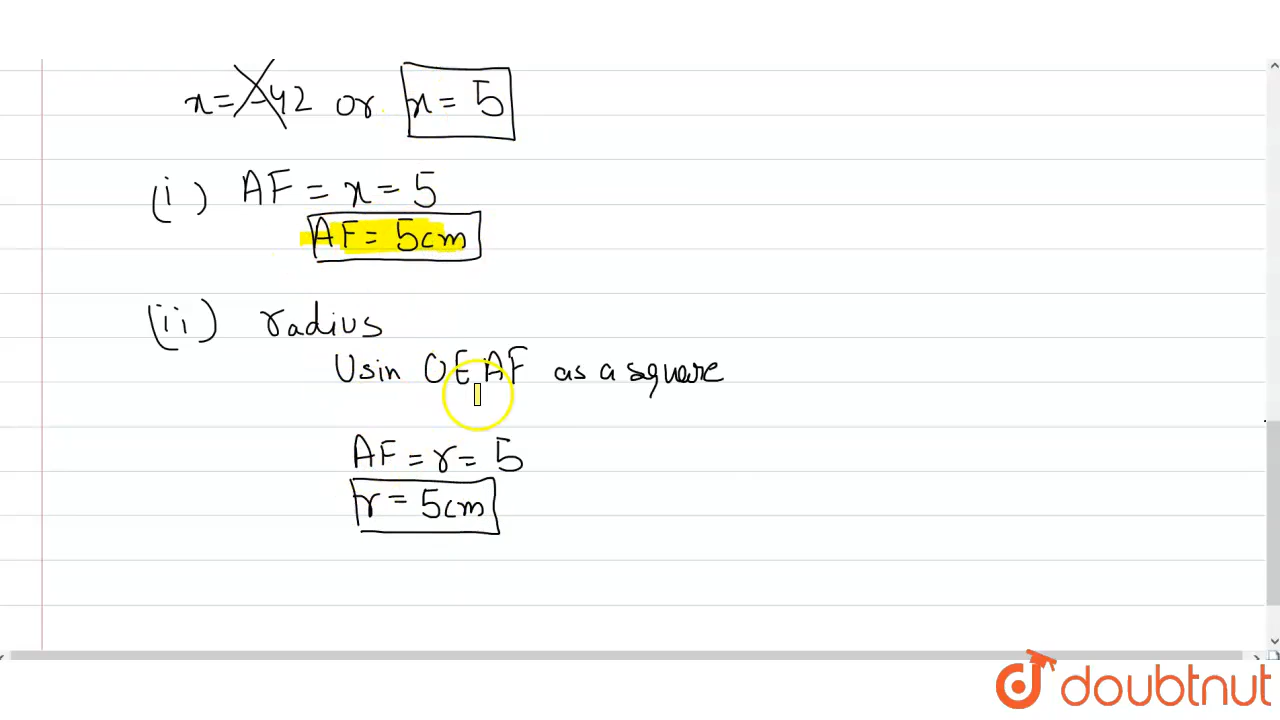 x = -42 or x = 5
(i) AF = x = 5
AF = 5cm
(ii) radius
Usin OEAF as a square
AF = r = 5
r = 5cm
doubtnut